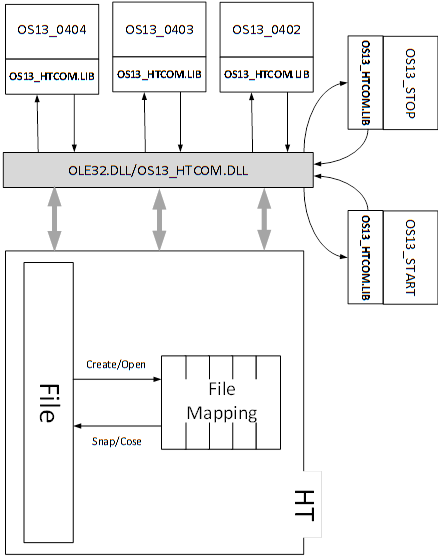 OS13_0404
OS13_HTCOM.LIB
OS13_0403
OS13_HTCOM.LIB
OS13_0402
OS13_HTCOM.LIB
OS13_HTCOM.LIB
OS13_STOP
OLE32.DLL/OS13_HTCOM.DLL
OS13_HTCOM.LIB
OS13_START
File
Create/Open
File
Mapping
Snap/Cose
HT